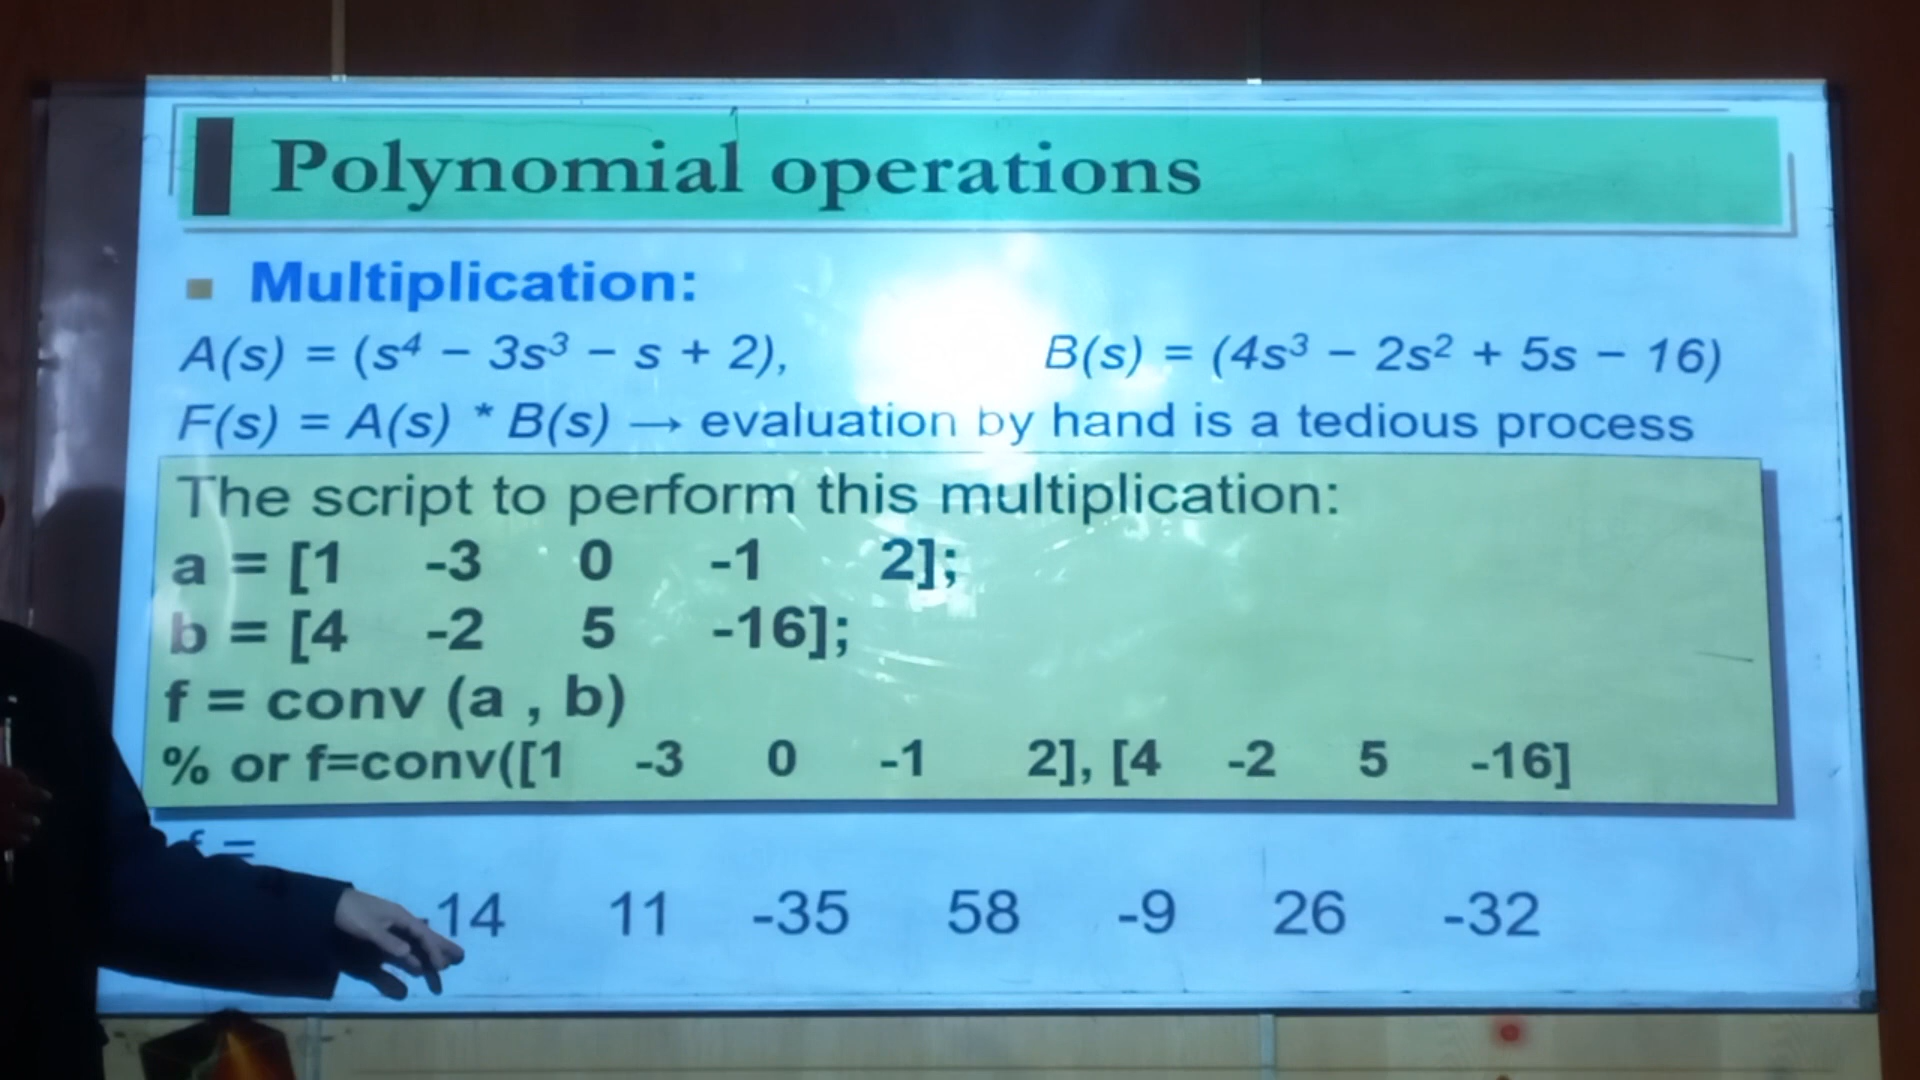 Polynomial operations
Multiplication:
A(s) = (s⁴ – 3s³ – s + 2), B(s) = (4s³ – 2s² + 5s – 16)
F(s) = A(s) * B(s) → evaluation by hand is a tedious process
The script to perform this multiplication:
a = [1 -3 0 -1 2];
b = [4 -2 5 -16];
f = conv (a , b)
% or f=conv([1 -3 0 -1 2], [4 -2 5 -16]
f =
-14 11 -35 58 -9 26 -32